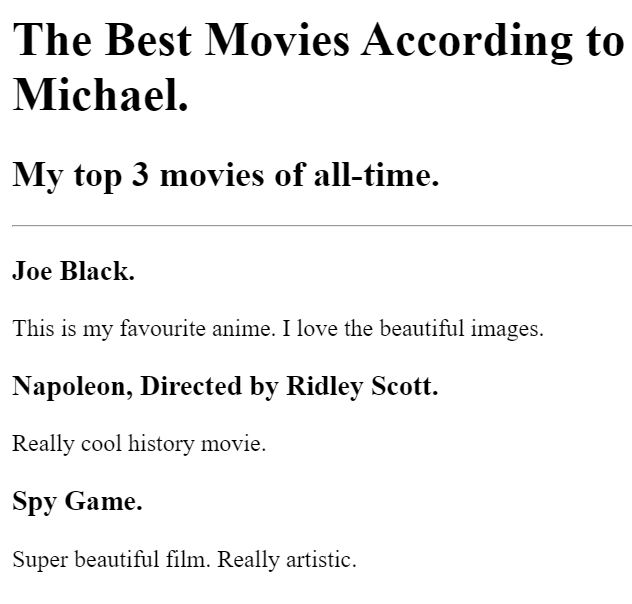 The Best Movies According to
Michael.
My top 3 movies of all-time.
Joe Black.
This is my favourite anime. I love the beautiful images.
Napoleon, Directed by Ridley Scott.
Really cool history movie.
Spy Game.
Super beautiful film. Really artistic.